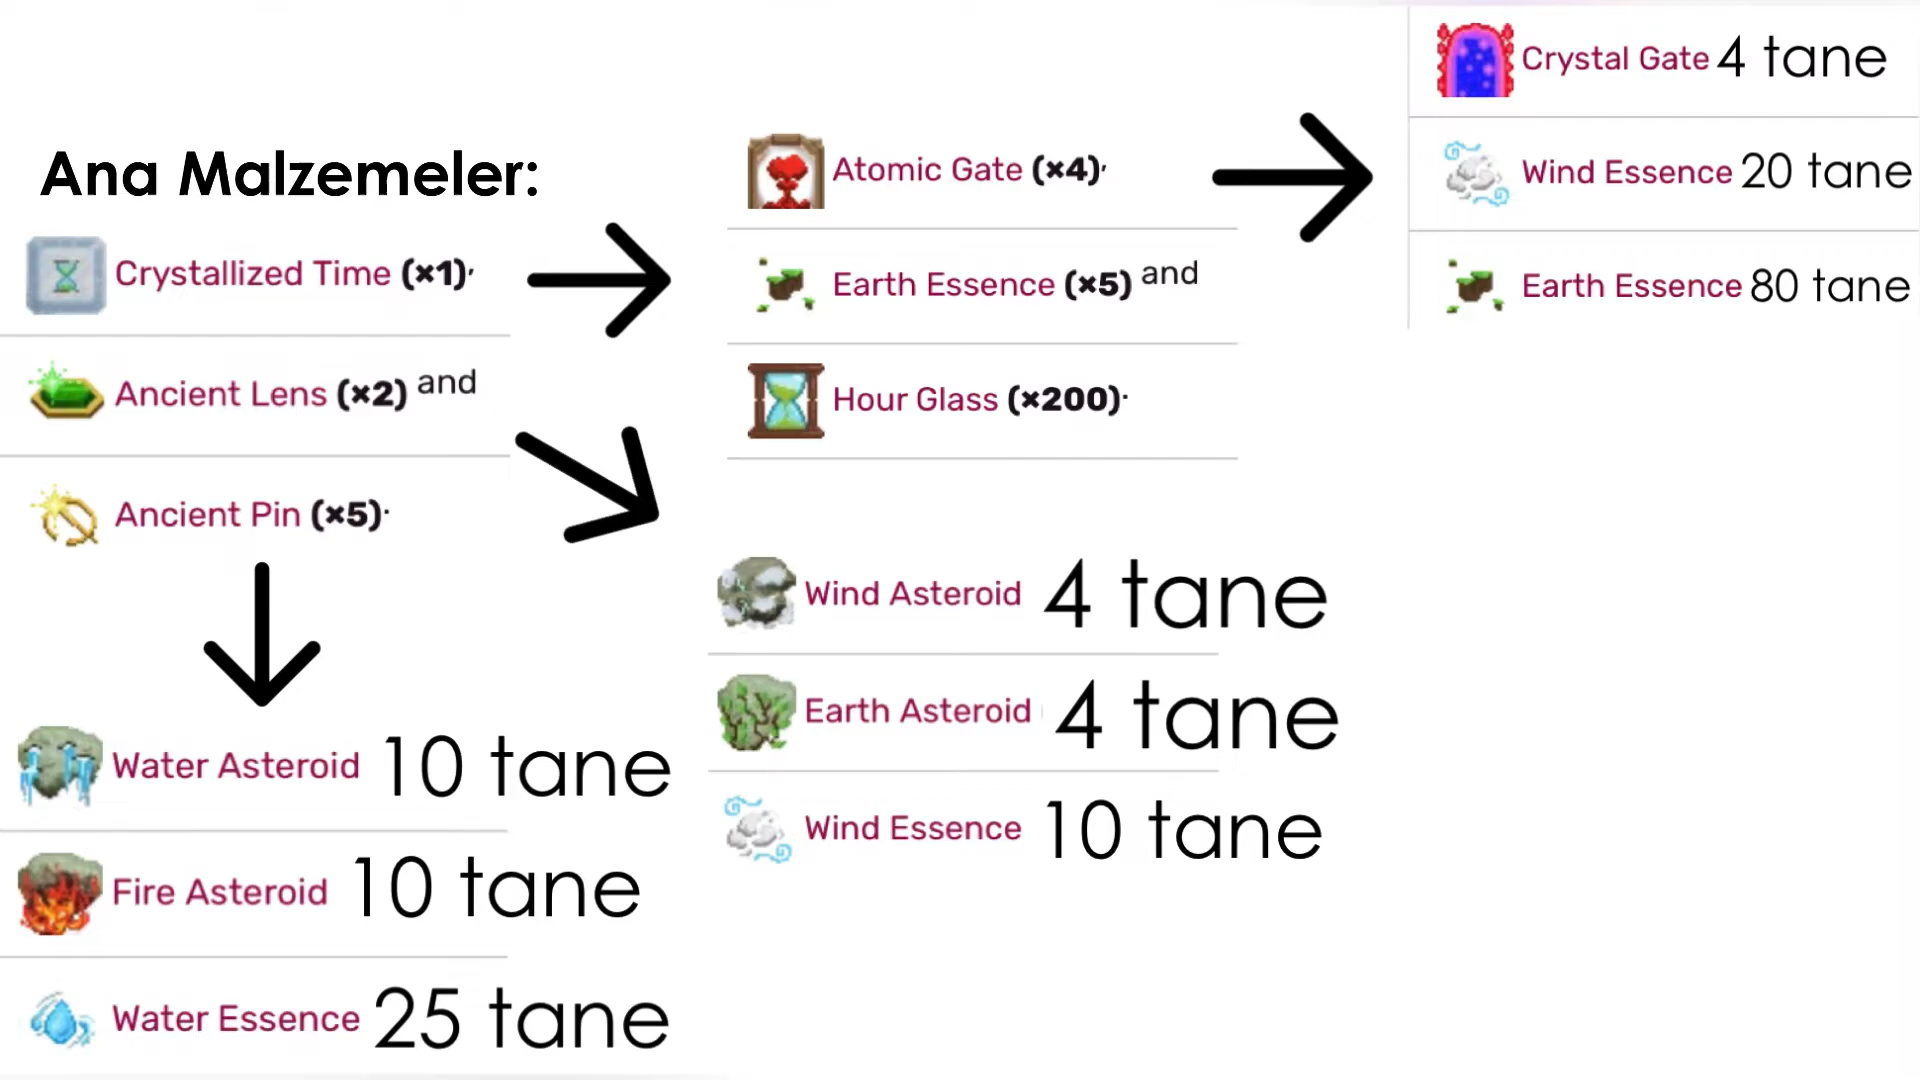 Ana Malzemeler:
Crystallized Time (×1),
Ancient Lens (×2) and
Ancient Pin (×5).
Atomic Gate (×4),
Earth Essence (×5) and
Hour Glass (×200).
Crystal Gate 4 tane
Wind Essence 20 tane
Earth Essence 80 tane
Wind Asteroid 4 tane
Earth Asteroid 4 tane
Wind Essence 10 tane
Water Asteroid 10 tane
Fire Asteroid 10 tane
Water Essence 25 tane